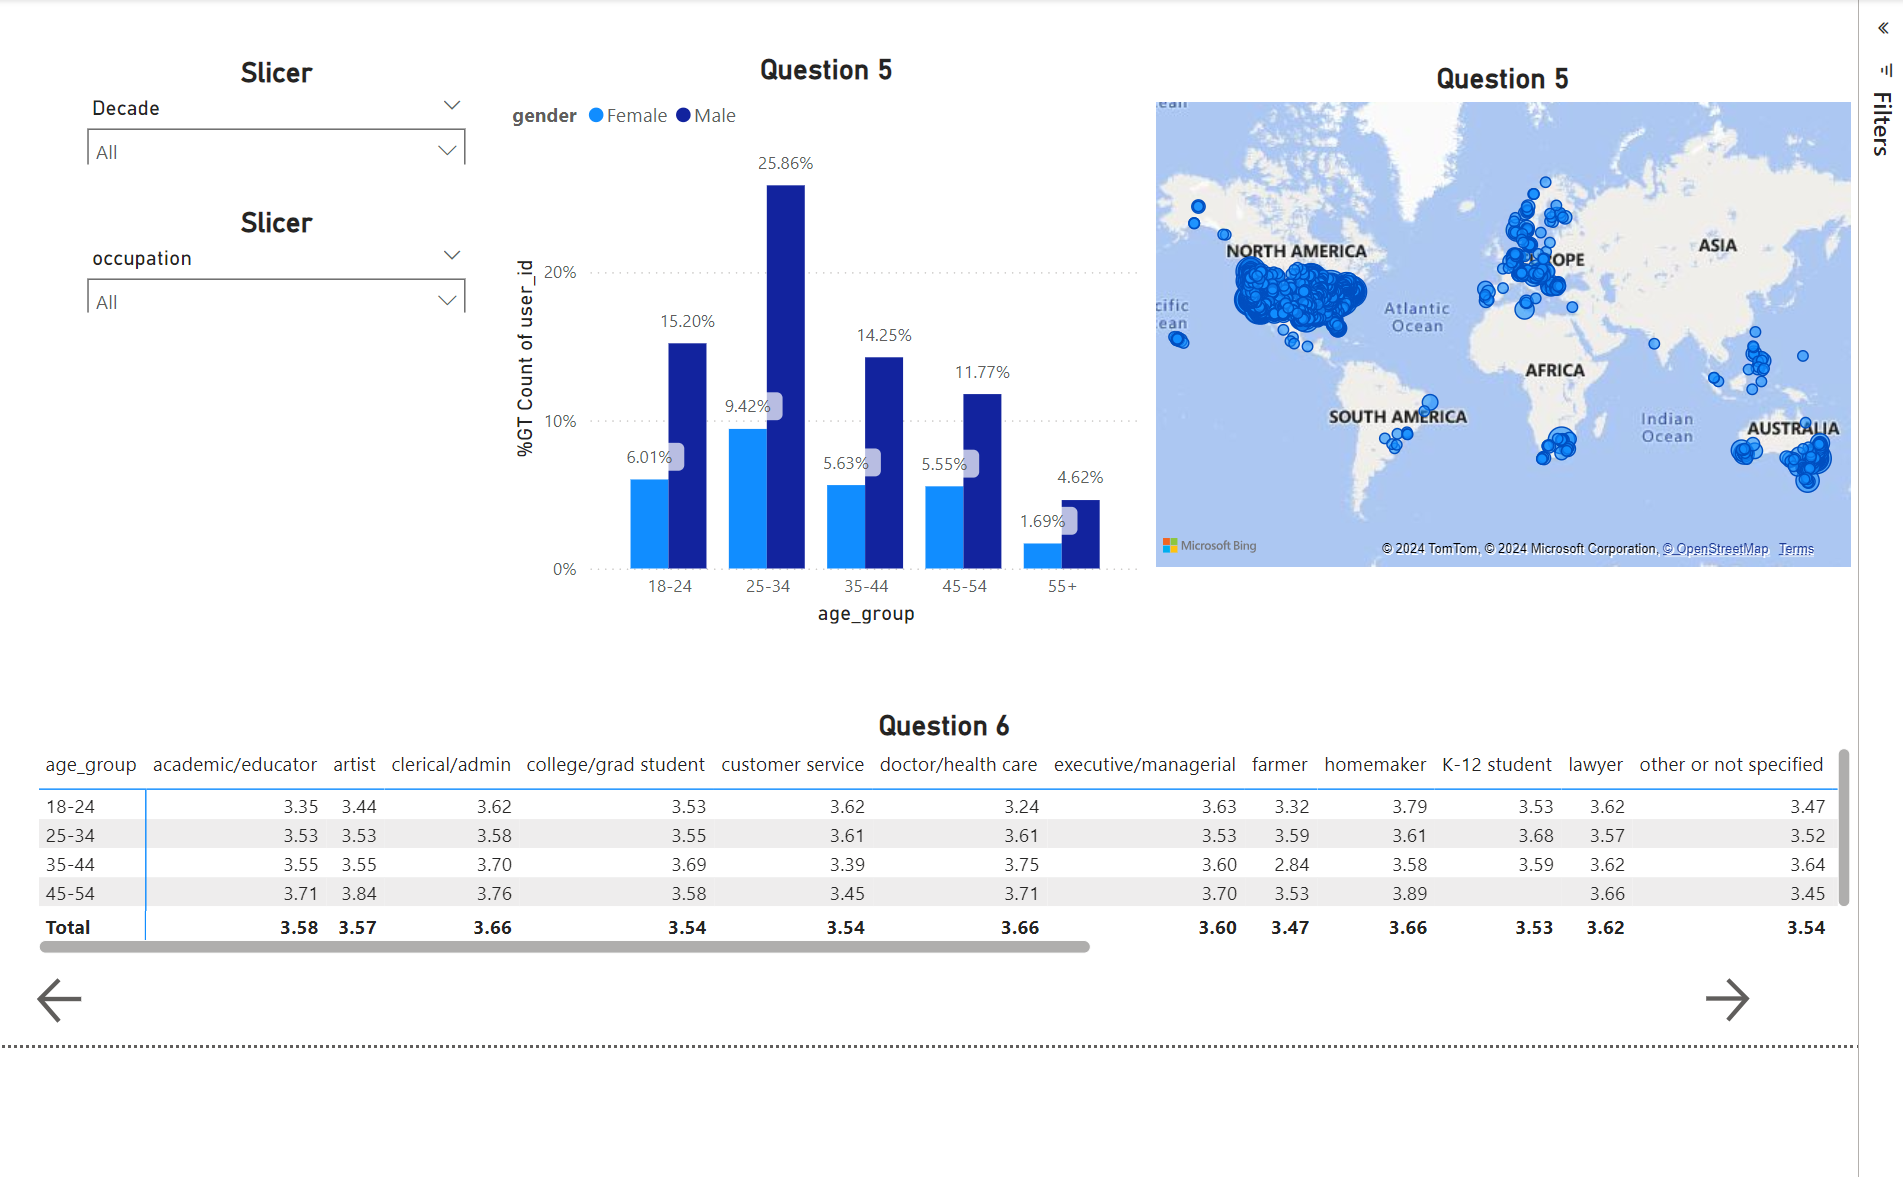 Slicer
Decade
All
Slicer
occupation
All
Question 5
gender Female Male
25.86%
20%
15.20%
14.25%
11.77%
9.42%
10%
6.01%
5.63%
5.55%
4.62%
1.69%
0%
18-24 25-34 35-44 45-54 55+
age_group
%GT Count of user_id
Question 5
NORTH AMERICA
ASIA
Atlantic
Ocean
AFRICA
SOUTH AMERICA
Indian
Ocean
AUSTRALIA
Microsoft Bing
© 2024 TomTom, © 2024 Microsoft Corporation, © OpenStreetMap Terms
Filters
Question 6
age_group academic/educator artist clerical/admin college/grad student customer service doctor/health care executive/managerial farmer homemaker K-12 student lawyer other or not specified
18-24 3.35 3.44 3.62 3.53 3.62 3.24 3.63 3.32 3.79 3.53 3.62 3.47
25-34 3.53 3.53 3.58 3.55 3.61 3.61 3.53 3.59 3.61 3.68 3.57 3.52
35-44 3.55 3.55 3.70 3.69 3.39 3.75 3.60 2.84 3.58 3.59 3.62 3.64
45-54 3.71 3.84 3.76 3.58 3.45 3.71 3.70 3.53 3.89 3.66 3.45
Total 3.58 3.57 3.66 3.54 3.54 3.66 3.60 3.47 3.66 3.53 3.62 3.54